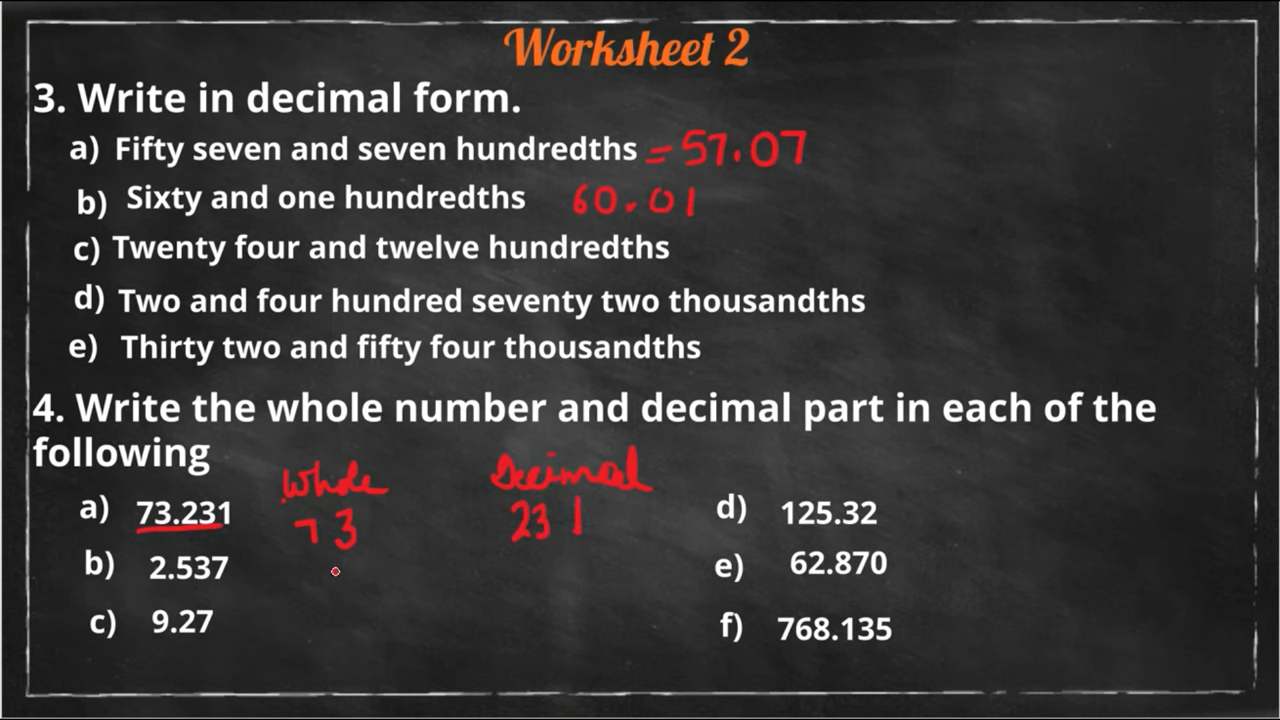 Worksheet 2
3. Write in decimal form.
a) Fifty seven and seven hundredths = 57.07
b) Sixty and one hundredths 60.01
c) Twenty four and twelve hundredths
d) Two and four hundred seventy two thousandths
e) Thirty two and fifty four thousandths
4. Write the whole number and decimal part in each of the
following
Whole Decimal
a) 73.231 73 231 d) 125.32
b) 2.537 e) 62.870
c) 9.27 f) 768.135